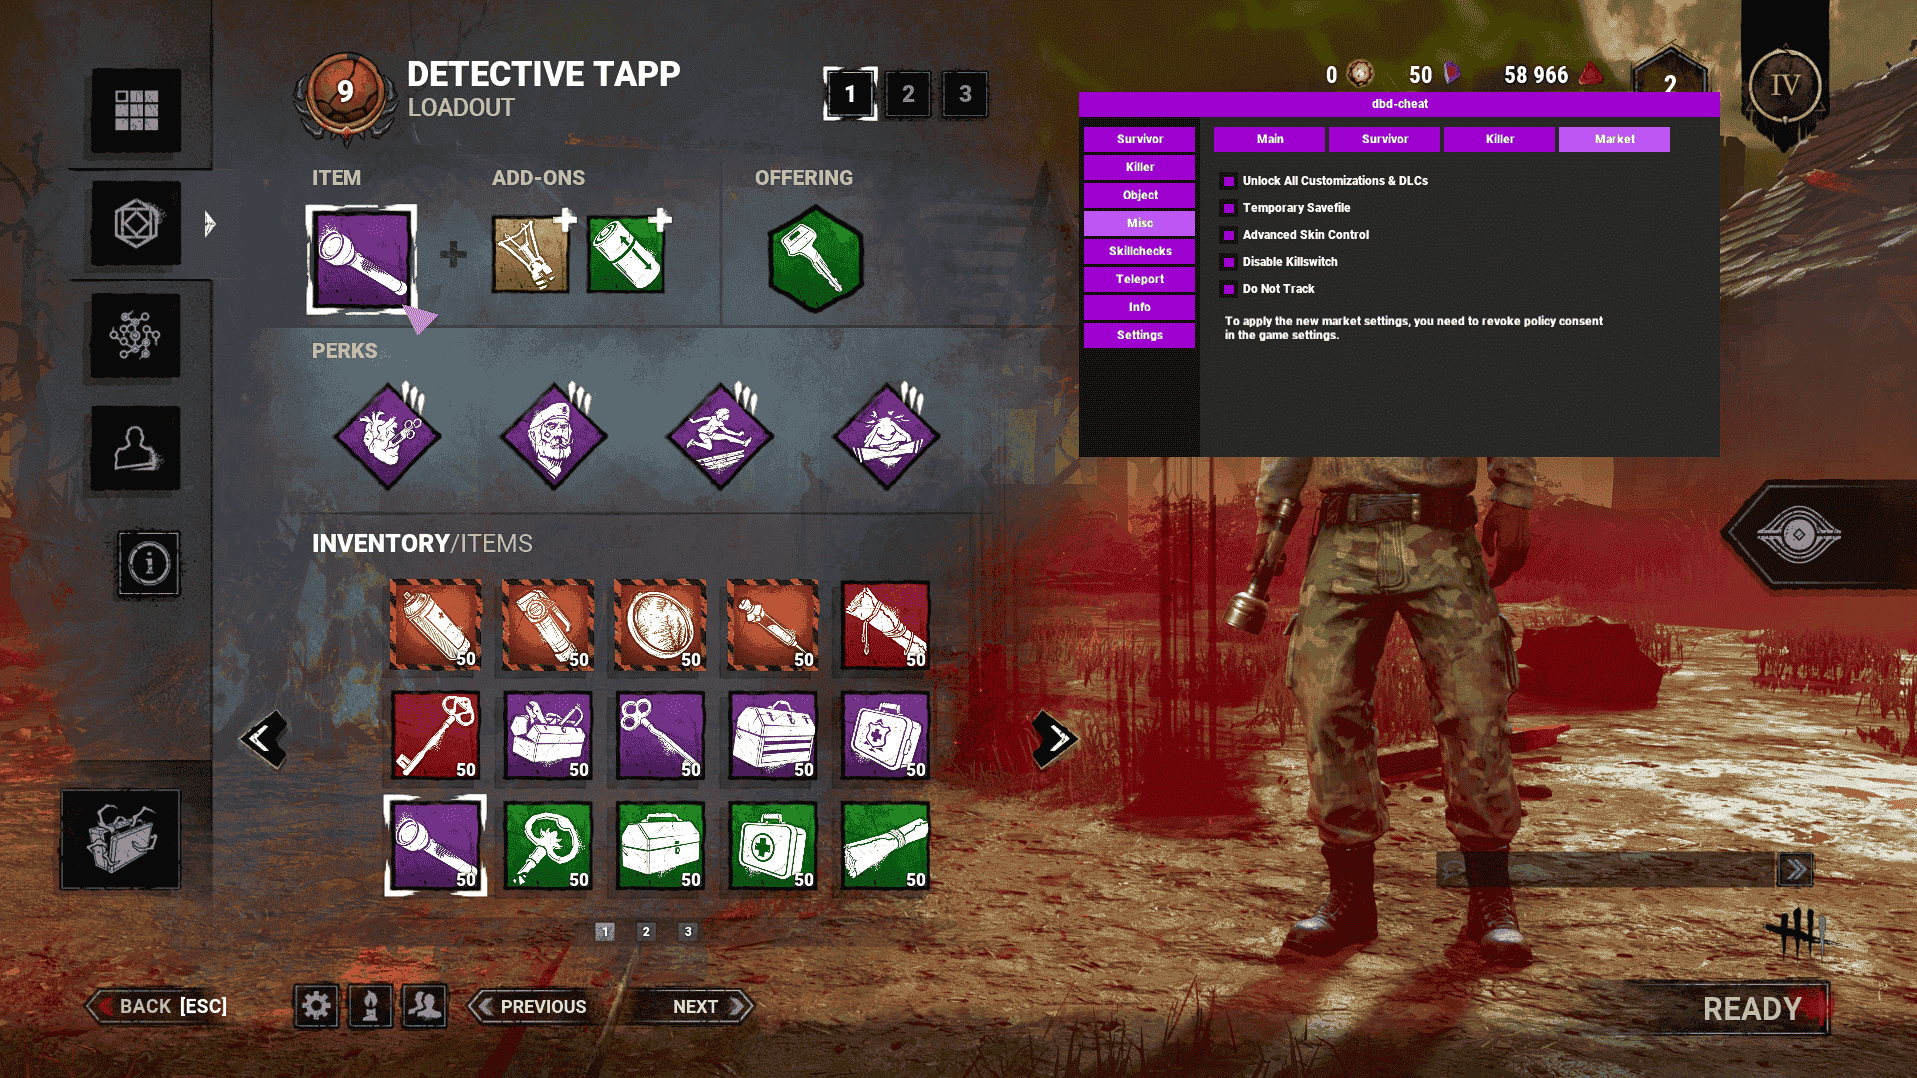 9
DETECTIVE TAPP
LOADOUT
1 2 3
0 50 58 966
2
IV
ITEM
ADD-ONS
OFFERING
PERKS
INVENTORY/ITEMS
50 50 50 50 50
50 50 50 50 50
50 50 50 50 50
1 2 3
BACK [ESC]
PREVIOUS
NEXT
READY
dbd-cheat
Survivor
Killer
Object
Misc
Skillchecks
Teleport
Info
Settings
Main
Survivor
Killer
Market
Unlock All Customizations & DLCs
Temporary Savefile
Advanced Skin Control
Disable Killswitch
Do Not Track
To apply the new market settings, you need to revoke policy consent
in the game settings.